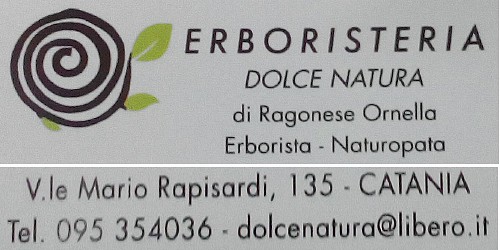 ERBORISTERIA
DOLCE NATURA
di Ragonese Ornella
Erborista - Naturopata
V.le Mario Rapisardi, 135 - CATANIA
Tel. 095 354036 - dolcenatura@libero.it